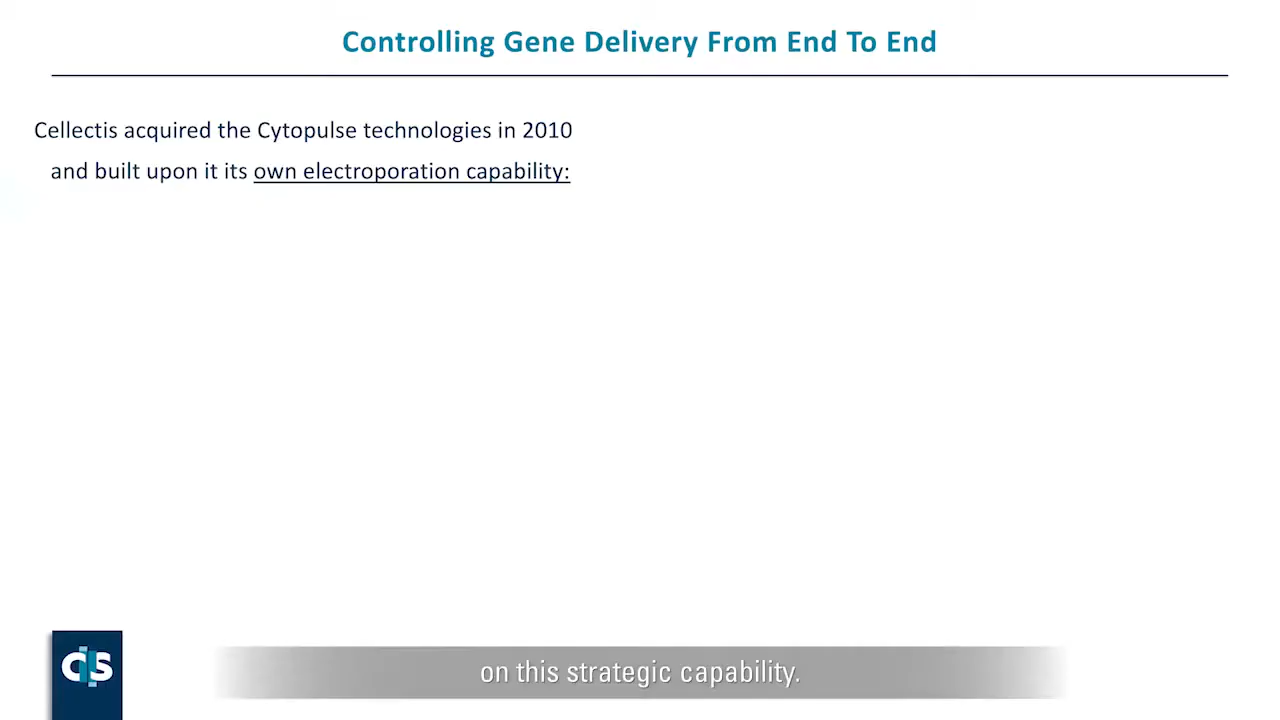 Controlling Gene Delivery From End To End
Cellectis acquired the Cytopulse technologies in 2010
and built upon it its own electroporation capability:
on this strategic capability.